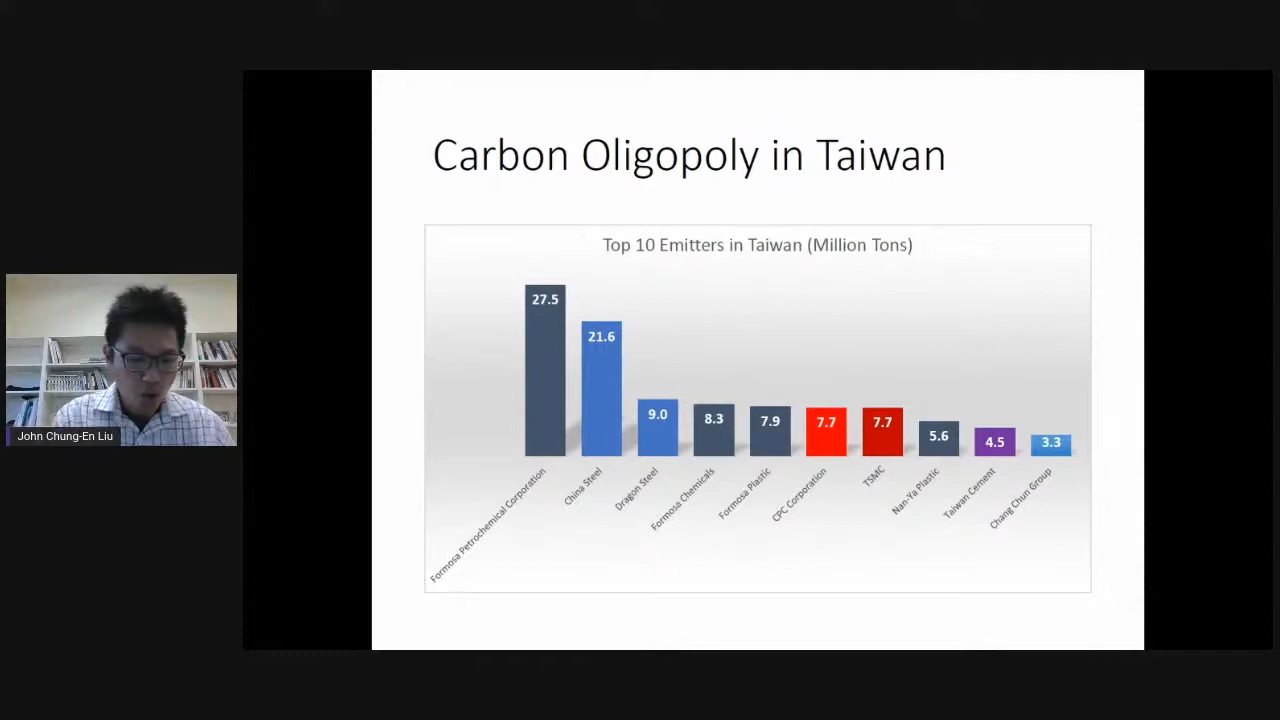 Carbon Oligopoly in Taiwan
Top 10 Emitters in Taiwan (Million Tons)
27.5
21.6
9.0
8.3
7.9
7.7
7.7
5.6
4.5
3.3
Formosa Petrochemical Corporation
China Steel
Dragon Steel
Formosa Chemicals
Formosa Plastic
CPC Corporation
TSMC
Nan-Ya Plastic
Taiwan Cement
Chang Chun Group
John Chung-En Liu